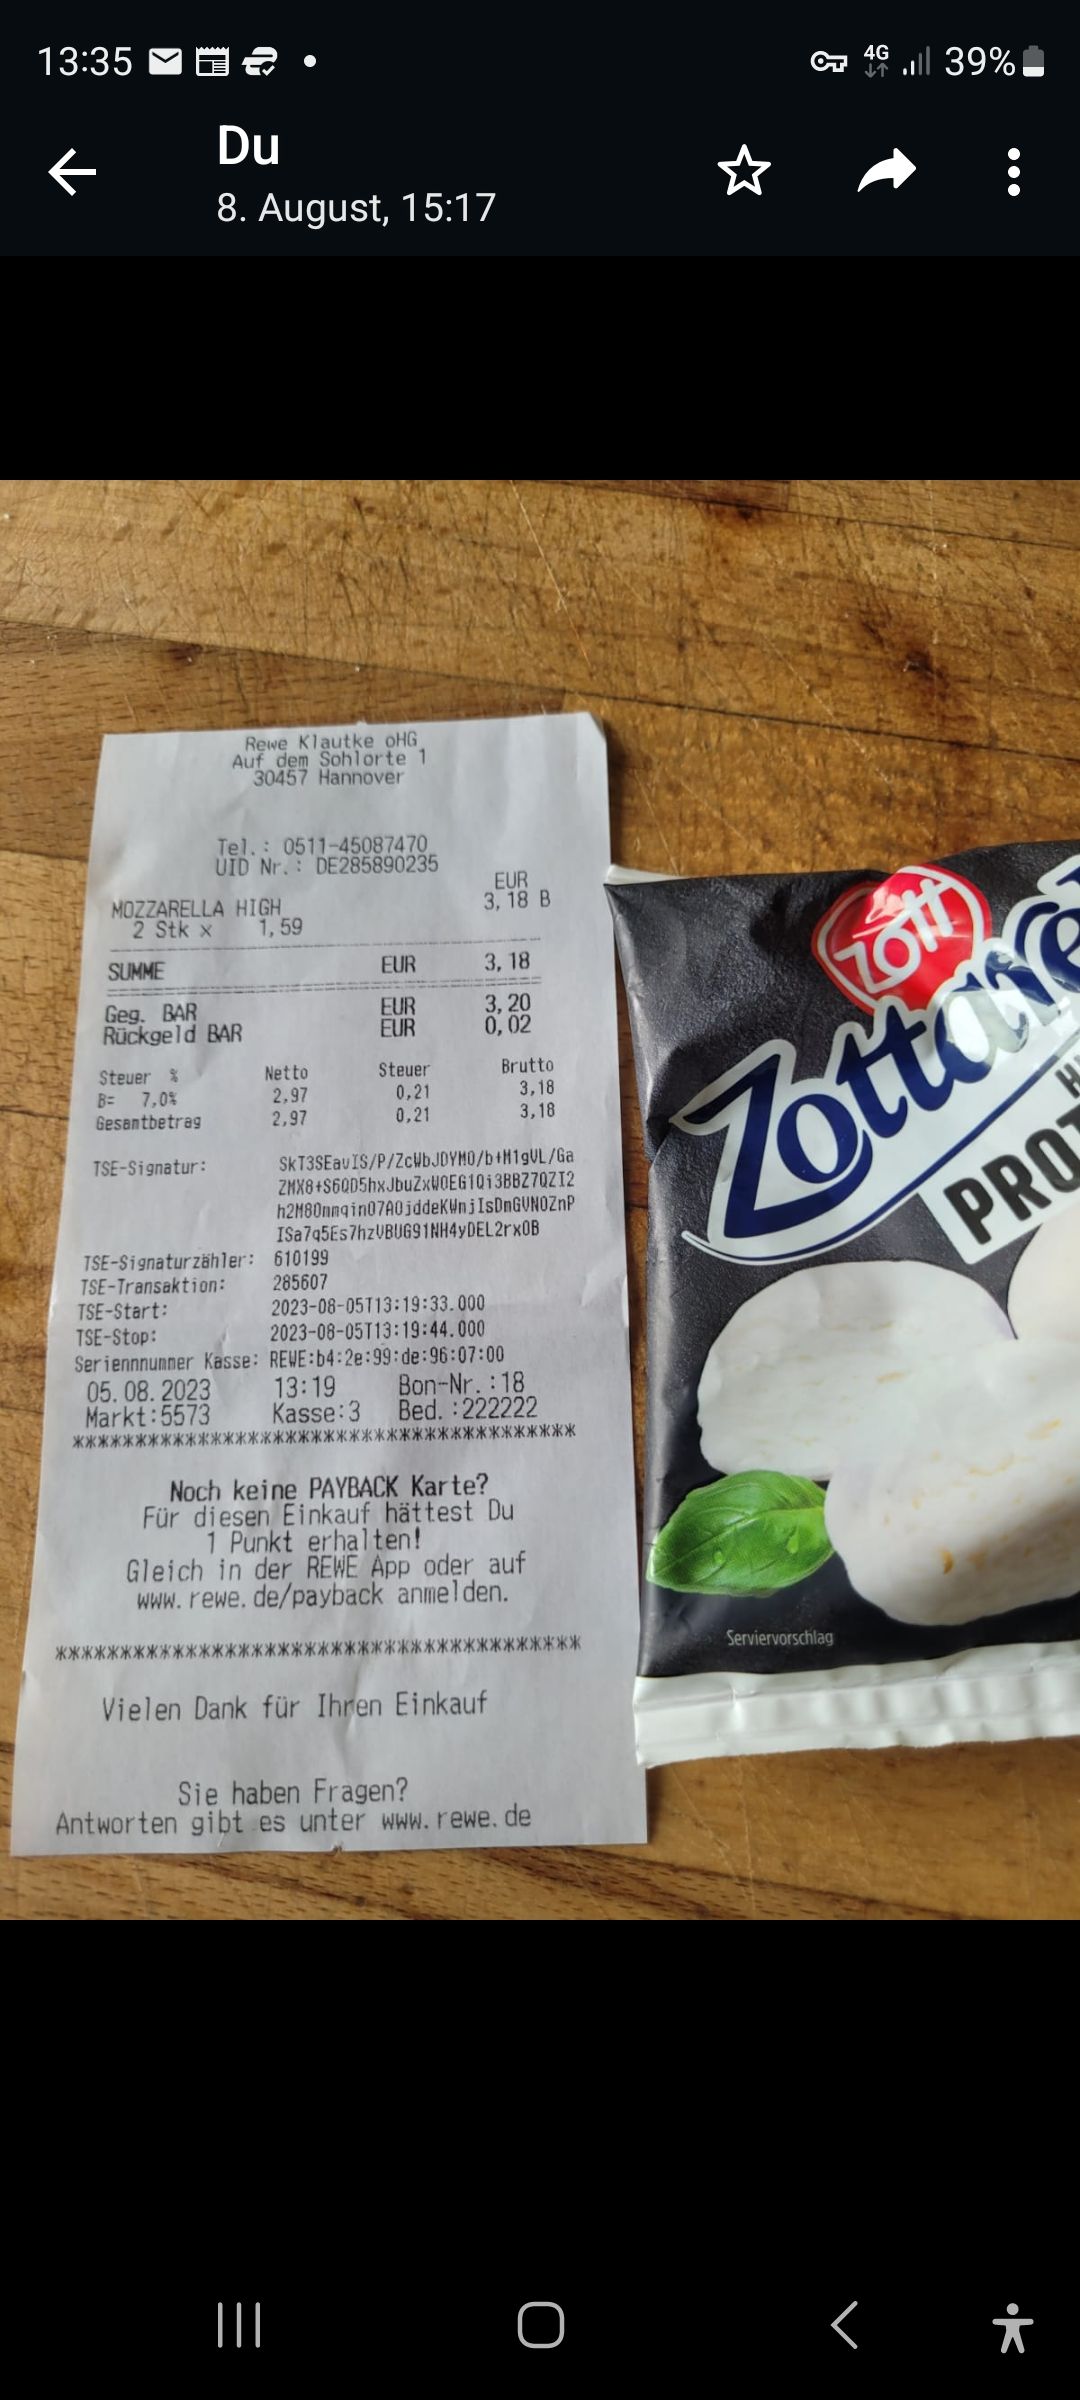 13:35
4G
39%
Du
8. August, 15:17
Rewe Klautke oHG
Auf dem Sohlorte 1
30457 Hannover
Tel.: 0511-45087470
UID Nr.: DE285890235
EUR
MOZZARELLA HIGH 3,18 B
2 Stk x 1,59
SUMME EUR 3,18
Geg. BAR EUR 3,20
Rückgeld BAR EUR 0,02
Steuer % Netto Steuer Brutto
B= 7,0% 2,97 0,21 3,18
Gesamtbetrag 2,97 0,21 3,18
TSE-Signatur:
TSE-Signaturzähler: 610199
TSE-Transaktion: 285607
TSE-Start: 2023-08-05T13:19:33.000
TSE-Stop: 2023-08-05T13:19:44.000
Seriennnummer Kasse: REWE:b4:2e:99:de:96:07:00
05.08.2023 13:19 Bon-Nr.:18
Markt:5573 Kasse:3 Bed.:222222
****************************************
Noch keine PAYBACK Karte?
Für diesen Einkauf hättest Du
1 Punkt erhalten!
Gleich in der REWE App oder auf
www.rewe.de/payback anmelden.
****************************************
Vielen Dank für Ihren Einkauf
Sie haben Fragen?
Antworten gibt es unter www.rewe.de
ZOTT
Zottare
H
PROT
Serviervorschlag